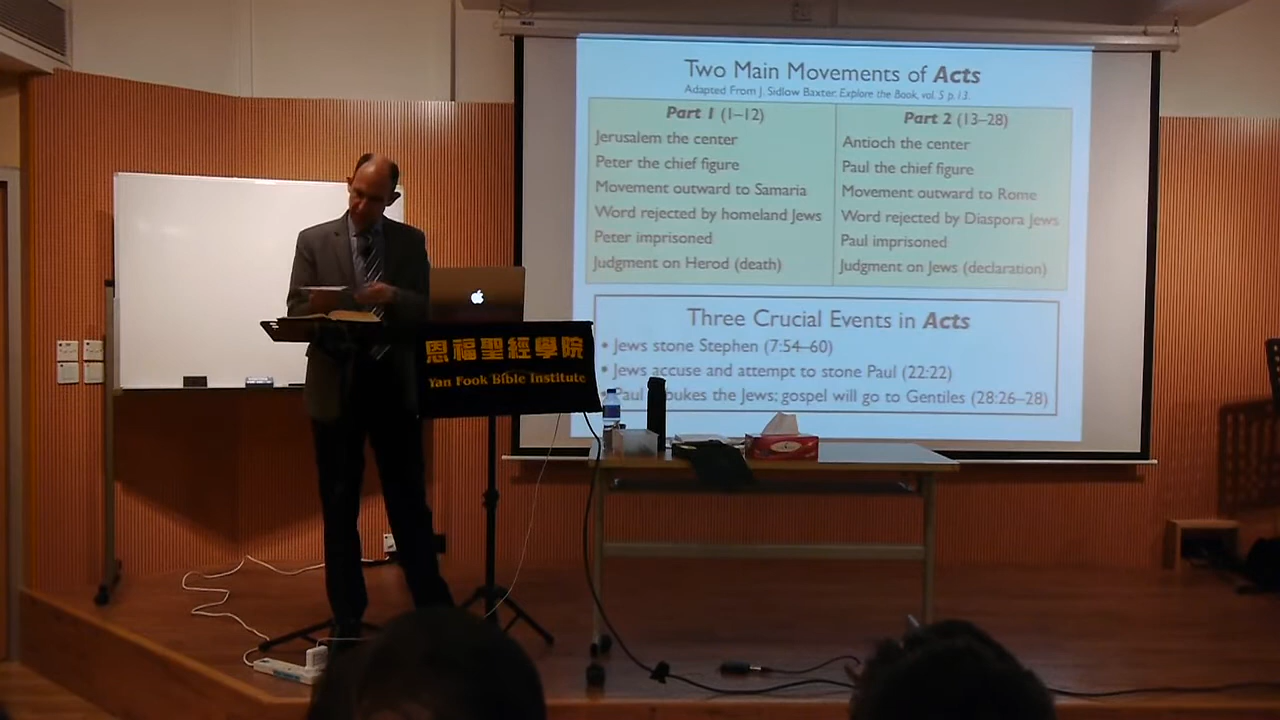 Two Main Movements of Acts
Adapted From J. Sidlow Baxter: Explore the Book, vol. 5 p.13.
Part 1 (1–12)
Jerusalem the center
Peter the chief figure
Movement outward to Samaria
Word rejected by homeland Jews
Peter imprisoned
Judgment on Herod (death)
Part 2 (13–28)
Antioch the center
Paul the chief figure
Movement outward to Rome
Word rejected by Diaspora Jews
Paul imprisoned
Judgment on Jews (declaration)
Three Crucial Events in Acts
• Jews stone Stephen (7:54–60)
• Jews accuse and attempt to stone Paul (22:22)
• Paul bukes the Jews; gospel will go to Gentiles (28:26–28)
恩福聖經學院
Yan Fook Bible Institute